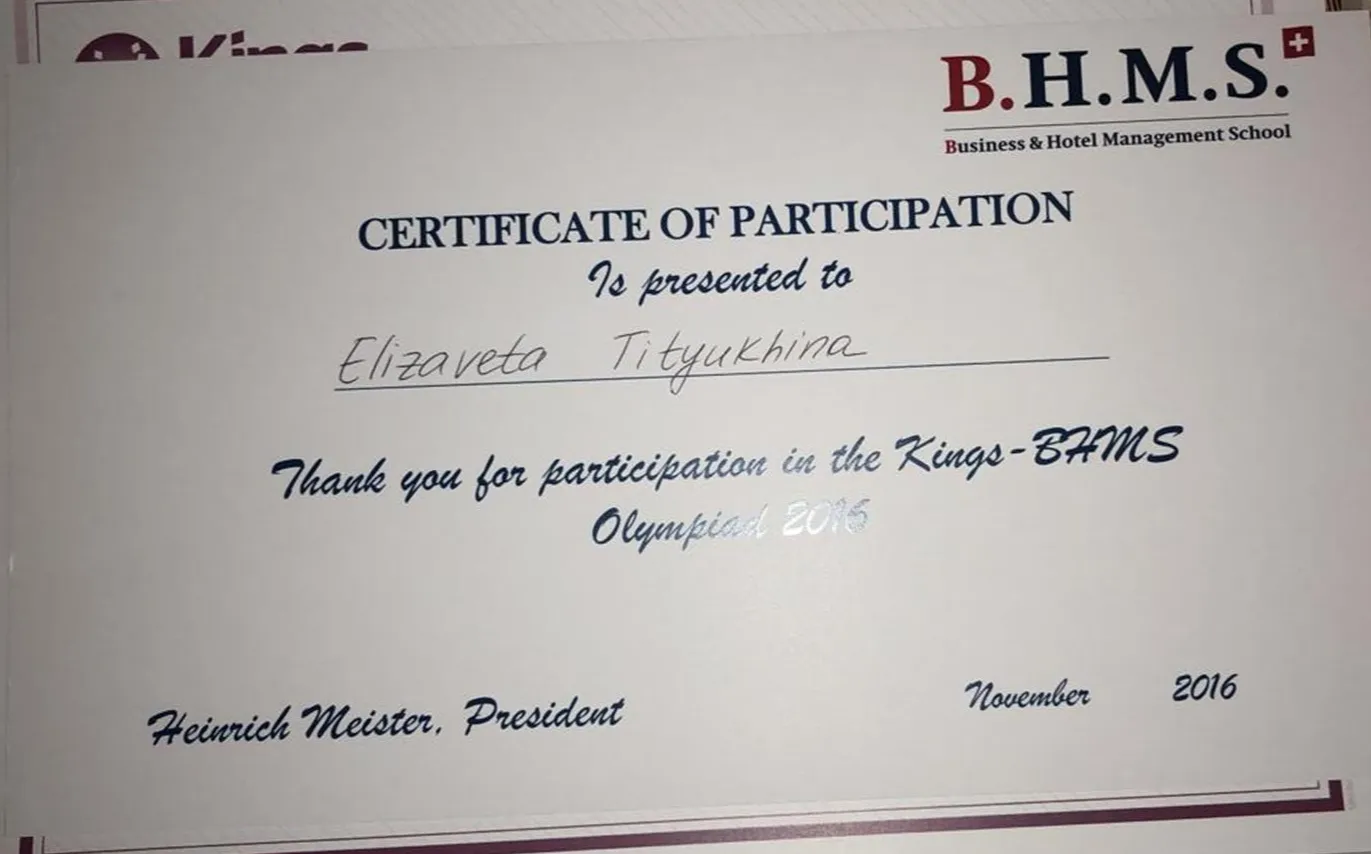 Kings
B.H.M.S.
Business & Hotel Management School
CERTIFICATE OF PARTICIPATION
Is presented to
Elizaveta Tityukhina
Thank you for participation in the Kings-BHMS
Olympiad 2016
Heinrich Meister, President
November 2016